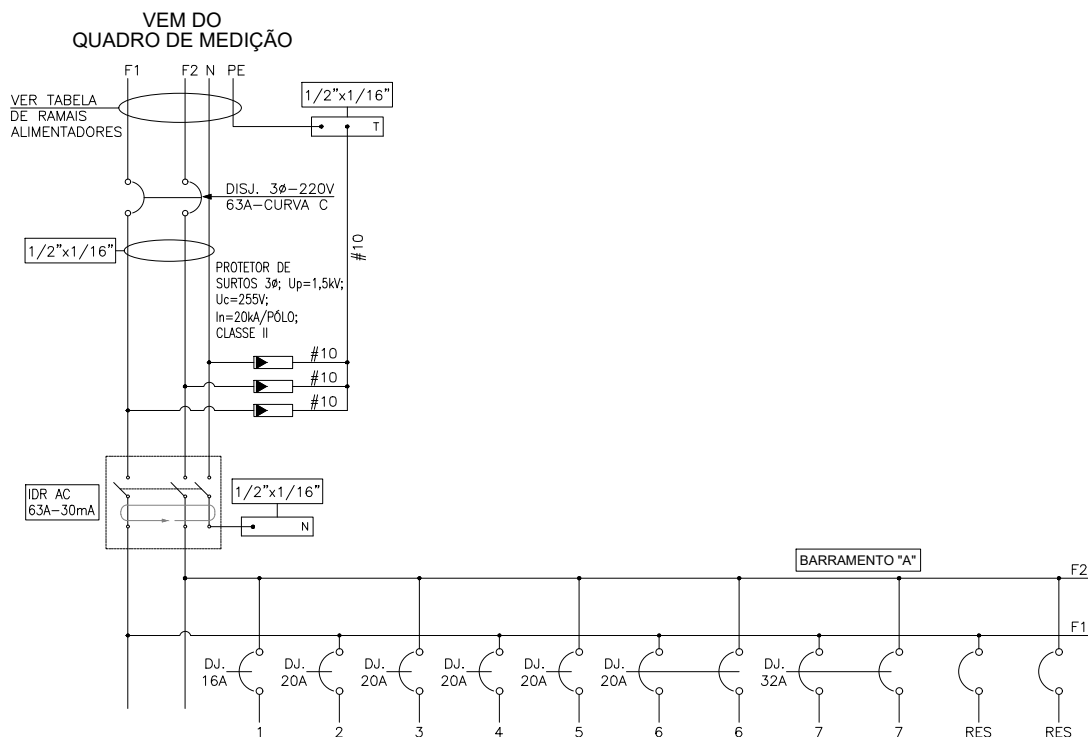 VEM DO
QUADRO DE MEDIÇÃO
F1
F2
N
PE
VER TABELA
DE RAMAIS
ALIMENTADORES
1/2"x1/16"
T
DISJ. 3ø-220V
63A-CURVA C
#10
1/2"x1/16"
PROTETOR DE
SURTOS 3ø; Up=1,5kV;
Uc=255V;
In=20kA/PÓLO;
CLASSE II
#10
#10
#10
IDR AC
63A-30mA
1/2"x1/16"
N
BARRAMENTO "A"
F2
F1
DJ.
16A
DJ.
20A
DJ.
20A
DJ.
20A
DJ.
20A
DJ.
20A
DJ.
32A
1
2
3
4
5
6
6
7
7
RES
RES